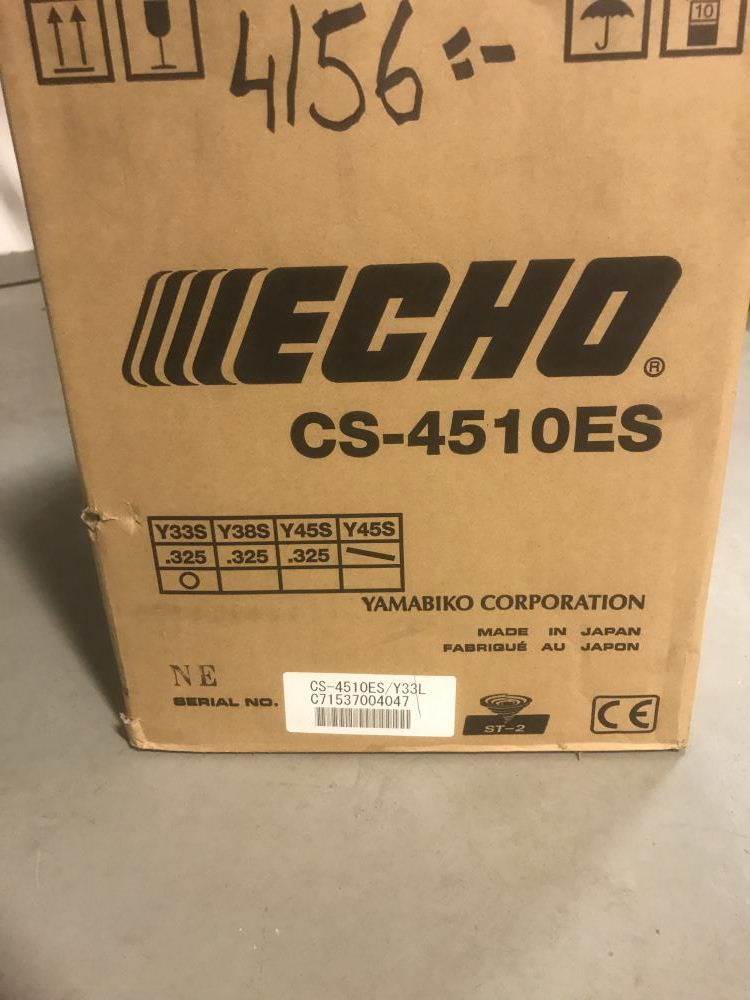 4156:-
10
ECHO®
CS-4510ES
Y33S Y38S Y45S Y45S
.325 .325 .325
YAMABIKO CORPORATION
MADE IN JAPAN
FABRIQUÉ AU JAPON
NE
SERIAL NO.
CS-4510ES/Y33L
C71537004047
ST-2
CE